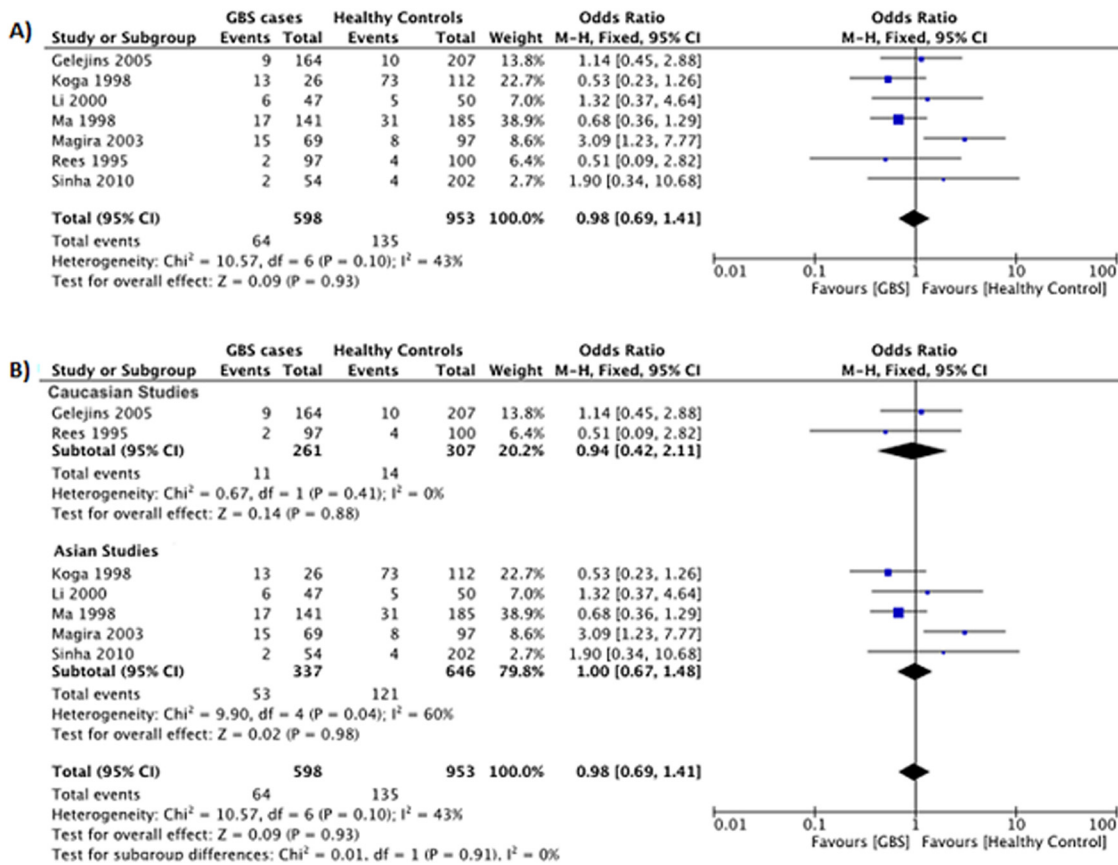 A)
GBS cases Healthy Controls Odds Ratio Odds Ratio
Study or Subgroup Events Total Events Total Weight M-H, Fixed, 95% CI M-H, Fixed, 95% CI
Gelejins 2005 9 164 10 207 13.8% 1.14 [0.45, 2.88]
Koga 1998 13 26 73 112 22.7% 0.53 [0.23, 1.26]
Li 2000 6 47 5 50 7.0% 1.32 [0.37, 4.64]
Ma 1998 17 141 31 185 38.9% 0.68 [0.36, 1.29]
Magira 2003 15 69 8 97 8.6% 3.09 [1.23, 7.77]
Rees 1995 2 97 4 100 6.4% 0.51 [0.09, 2.82]
Sinha 2010 2 54 4 202 2.7% 1.90 [0.34, 10.68]
Total (95% CI) 598 953 100.0% 0.98 [0.69, 1.41]
Total events 64 135
Heterogeneity: Chi² = 10.57, df = 6 (P = 0.10); I² = 43%
Test for overall effect: Z = 0.09 (P = 0.93)
0.01 0.1 1 10 100
Favours [GBS] Favours [Healthy Control]
B)
GBS cases Healthy Controls Odds Ratio Odds Ratio
Study or Subgroup Events Total Events Total Weight M-H, Fixed, 95% CI M-H, Fixed, 95% CI
Caucasian Studies
Gelejins 2005 9 164 10 207 13.8% 1.14 [0.45, 2.88]
Rees 1995 2 97 4 100 6.4% 0.51 [0.09, 2.82]
Subtotal (95% CI) 261 307 20.2% 0.94 [0.42, 2.11]
Total events 11 14
Heterogeneity: Chi² = 0.67, df = 1 (P = 0.41); I² = 0%
Test for overall effect: Z = 0.14 (P = 0.88)
Asian Studies
Koga 1998 13 26 73 112 22.7% 0.53 [0.23, 1.26]
Li 2000 6 47 5 50 7.0% 1.32 [0.37, 4.64]
Ma 1998 17 141 31 185 38.9% 0.68 [0.36, 1.29]
Magira 2003 15 69 8 97 8.6% 3.09 [1.23, 7.77]
Sinha 2010 2 54 4 202 2.7% 1.90 [0.34, 10.68]
Subtotal (95% CI) 337 646 79.8% 1.00 [0.67, 1.48]
Total events 53 121
Heterogeneity: Chi² = 9.90, df = 4 (P = 0.04); I² = 60%
Test for overall effect: Z = 0.02 (P = 0.98)
Total (95% CI) 598 953 100.0% 0.98 [0.69, 1.41]
Total events 64 135
Heterogeneity: Chi² = 10.57, df = 6 (P = 0.10); I² = 43%
Test for overall effect: Z = 0.09 (P = 0.93)
Test for subgroup differences: Chi² = 0.01, df = 1 (P = 0.91), I² = 0%
0.01 0.1 1 10 100
Favours [GBS] Favours [Healthy Control]